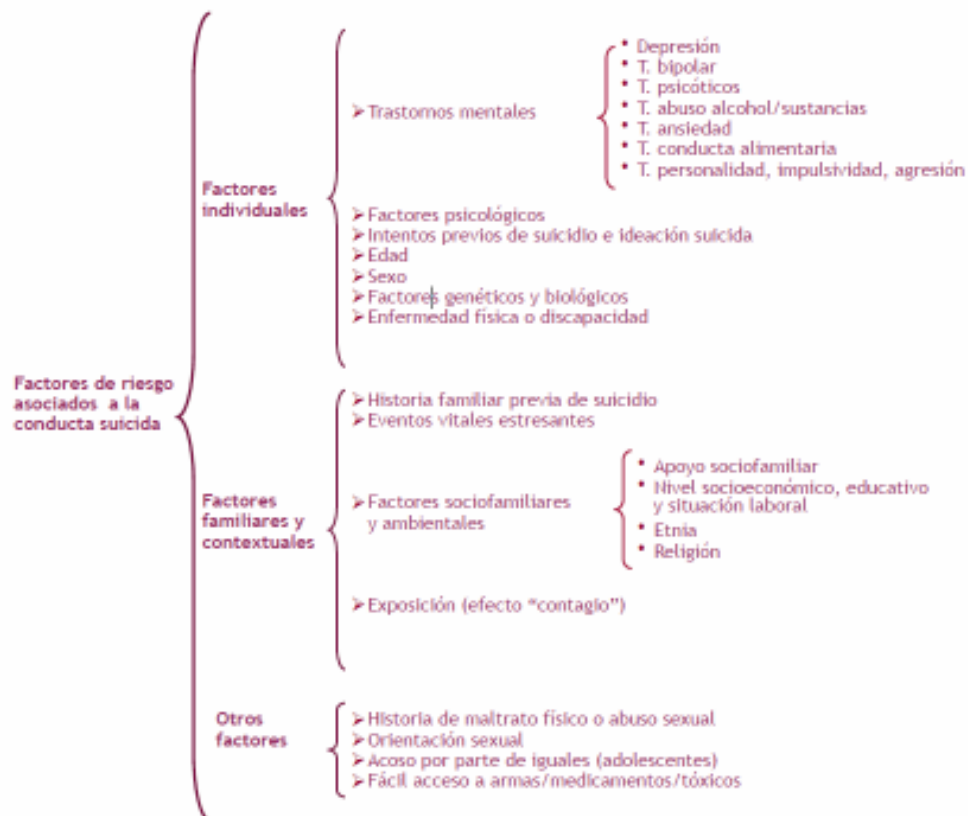 Factores de riesgo
asociados a la
conducta suicida
Factores
individuales
➢Trastornos mentales
• Depresión
• T. bipolar
• T. psicóticos
• T. abuso alcohol/sustancias
• T. ansiedad
• T. conducta alimentaria
• T. personalidad, impulsividad, agresión
➢Factores psicológicos
➢Intentos previos de suicidio e ideación suicida
➢Edad
➢Sexo
➢Factores genéticos y biológicos
➢Enfermedad física o discapacidad
Factores
familiares y
contextuales
➢Historia familiar previa de suicidio
➢Eventos vitales estresantes
➢Factores sociofamiliares
y ambientales
• Apoyo sociofamiliar
• Nivel socioeconómico, educativo
y situación laboral
• Etnia
• Religión
➢Exposición (efecto “contagio”)
Otros
factores
➢Historia de maltrato físico o abuso sexual
➢Orientación sexual
➢Acoso por parte de iguales (adolescentes)
➢Fácil acceso a armas/medicamentos/tóxicos